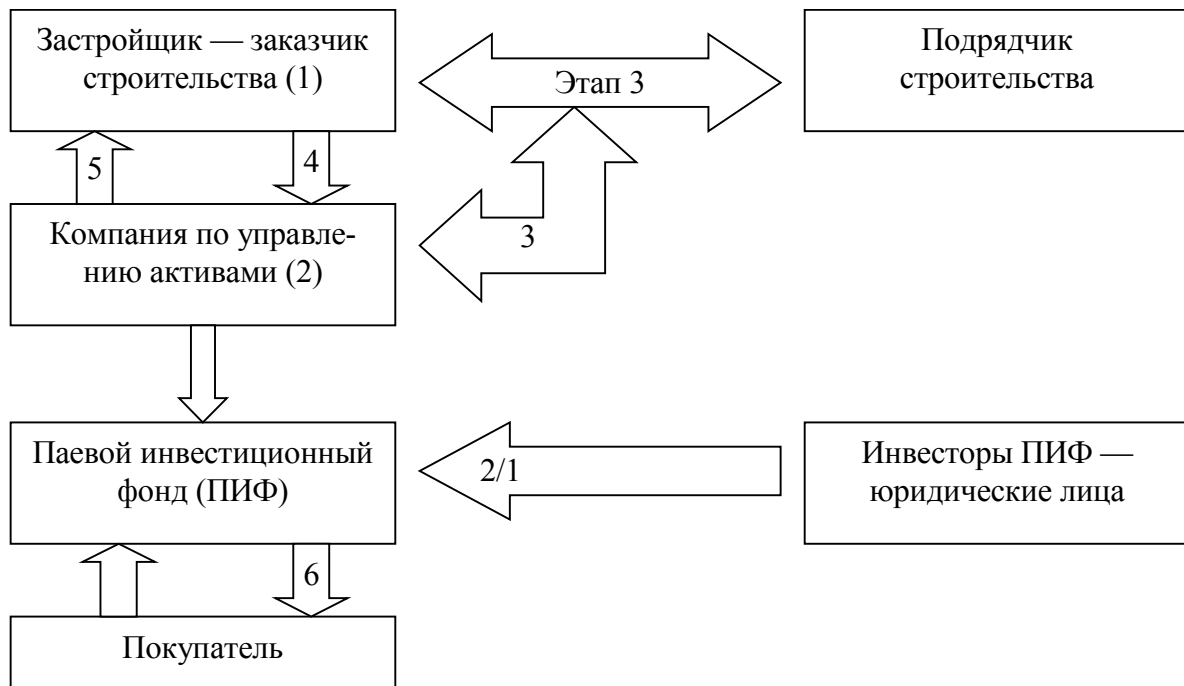 Застройщик — заказчик
строительства (1)
Этап 3
Подрядчик
строительства
5
4
Компания по управле-
нию активами (2)
3
Паевой инвестиционный
фонд (ПИФ)
2/1
Инвесторы ПИФ —
юридические лица
6
Покупатель